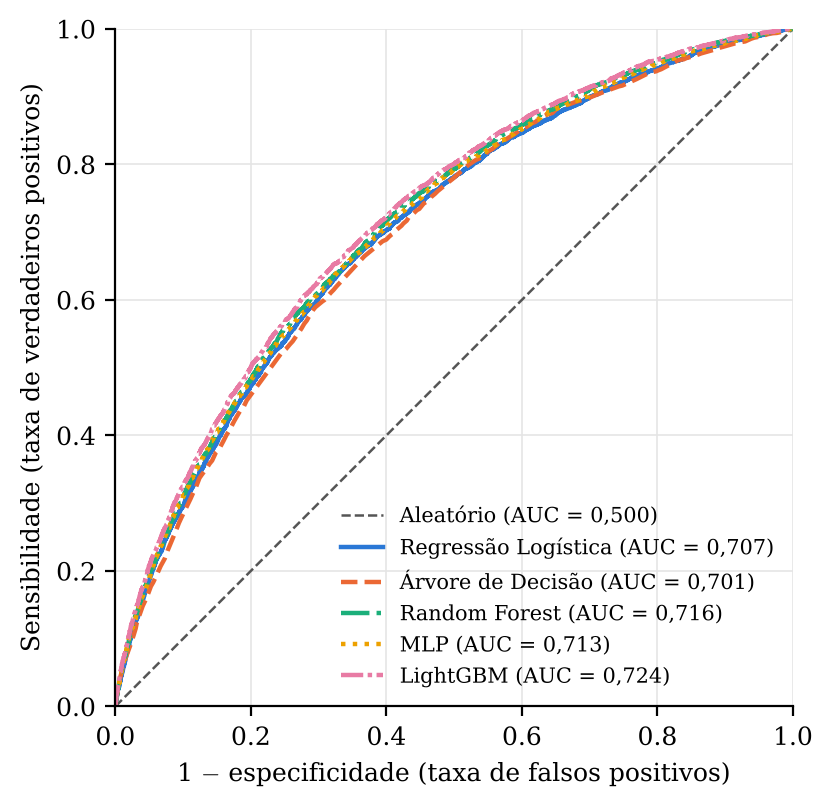 1.0
0.8
0.6
0.4
0.2
0.0
Sensibilidade (taxa de verdadeiros positivos)
Aleatório (AUC = 0,500)
Regressão Logística (AUC = 0,707)
Árvore de Decisão (AUC = 0,701)
Random Forest (AUC = 0,716)
MLP (AUC = 0,713)
LightGBM (AUC = 0,724)
0.0 0.2 0.4 0.6 0.8 1.0
1 − especificidade (taxa de falsos positivos)